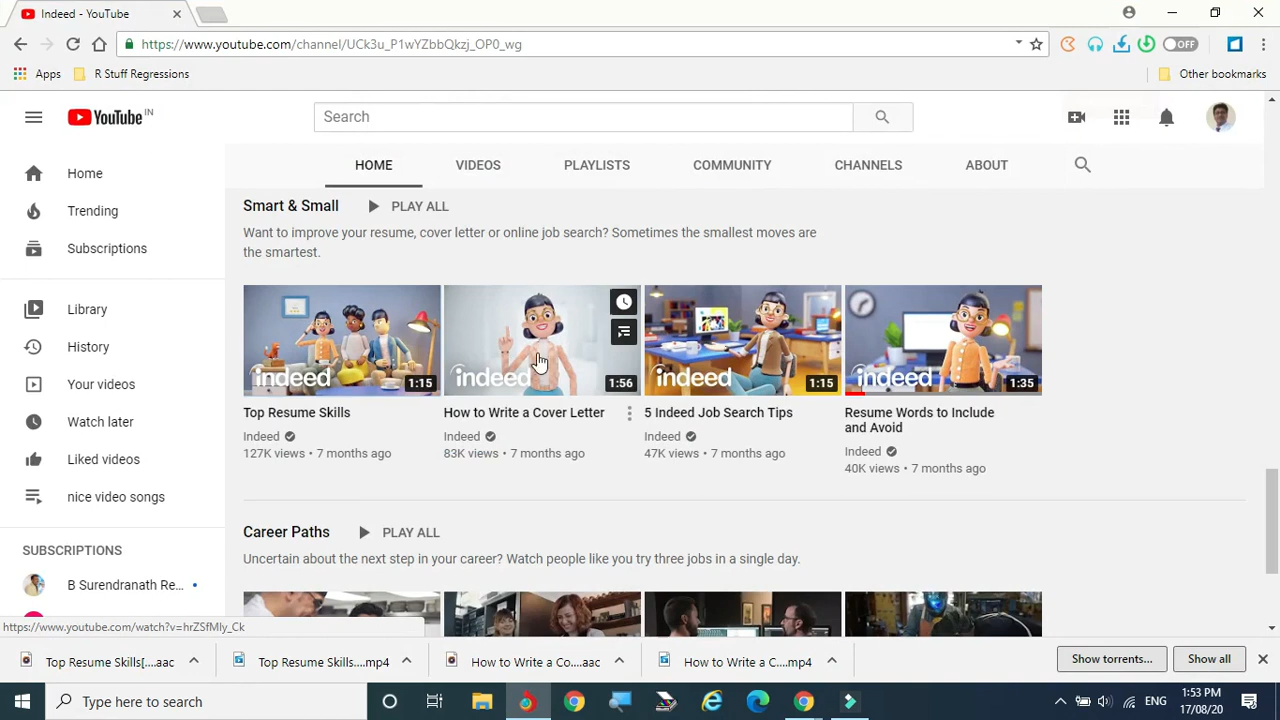 Indeed - YouTube
https://www.youtube.com/channel/UCk3u_P1wYZbbQkzj_OP0_wg
OFF
Apps
R Stuff Regressions
Other bookmarks
YouTube IN
Search
HOME
VIDEOS
PLAYLISTS
COMMUNITY
CHANNELS
ABOUT
Home
Trending
Subscriptions
Library
History
Your videos
Watch later
Liked videos
nice video songs
SUBSCRIPTIONS
B Surendranath Re...
Smart & Small
PLAY ALL
Want to improve your resume, cover letter or online job search? Sometimes the smallest moves are
the smartest.
indeed
1:15
Top Resume Skills
Indeed
127K views • 7 months ago
indeed
1:56
How to Write a Cover Letter
Indeed
83K views • 7 months ago
indeed
1:15
5 Indeed Job Search Tips
Indeed
47K views • 7 months ago
indeed
1:35
Resume Words to Include
and Avoid
Indeed
40K views • 7 months ago
Career Paths
PLAY ALL
Uncertain about the next step in your career? Watch people like you try three jobs in a single day.
https://www.youtube.com/watch?v=hrZSfMly_Ck
Top Resume Skills[....aac
Top Resume Skills....mp4
How to Write a Co....aac
How to Write a C....mp4
Show torrents...
Show all
Type here to search
ENG
1:53 PM
17/08/20